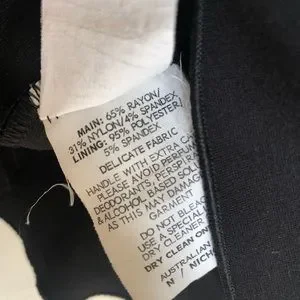 MAIN: 65% RAYON/
31% NYLON/4% SPANDEX
LINING: 95% POLYESTER/
5% SPANDEX
DELICATE FABRIC
HANDLE WITH EXTRA CA
PLEASE AVOID PERFUM
DEODORANTS, PERSPIRA
& ALCOHOL BASED SOL
AS THIS MAY DAMAG
GARMENT
DO NOT BLEAC
USE A SPECIAL
DRY CLEANER
DRY CLEAN ON
AUSTRALIAN
N / NICH